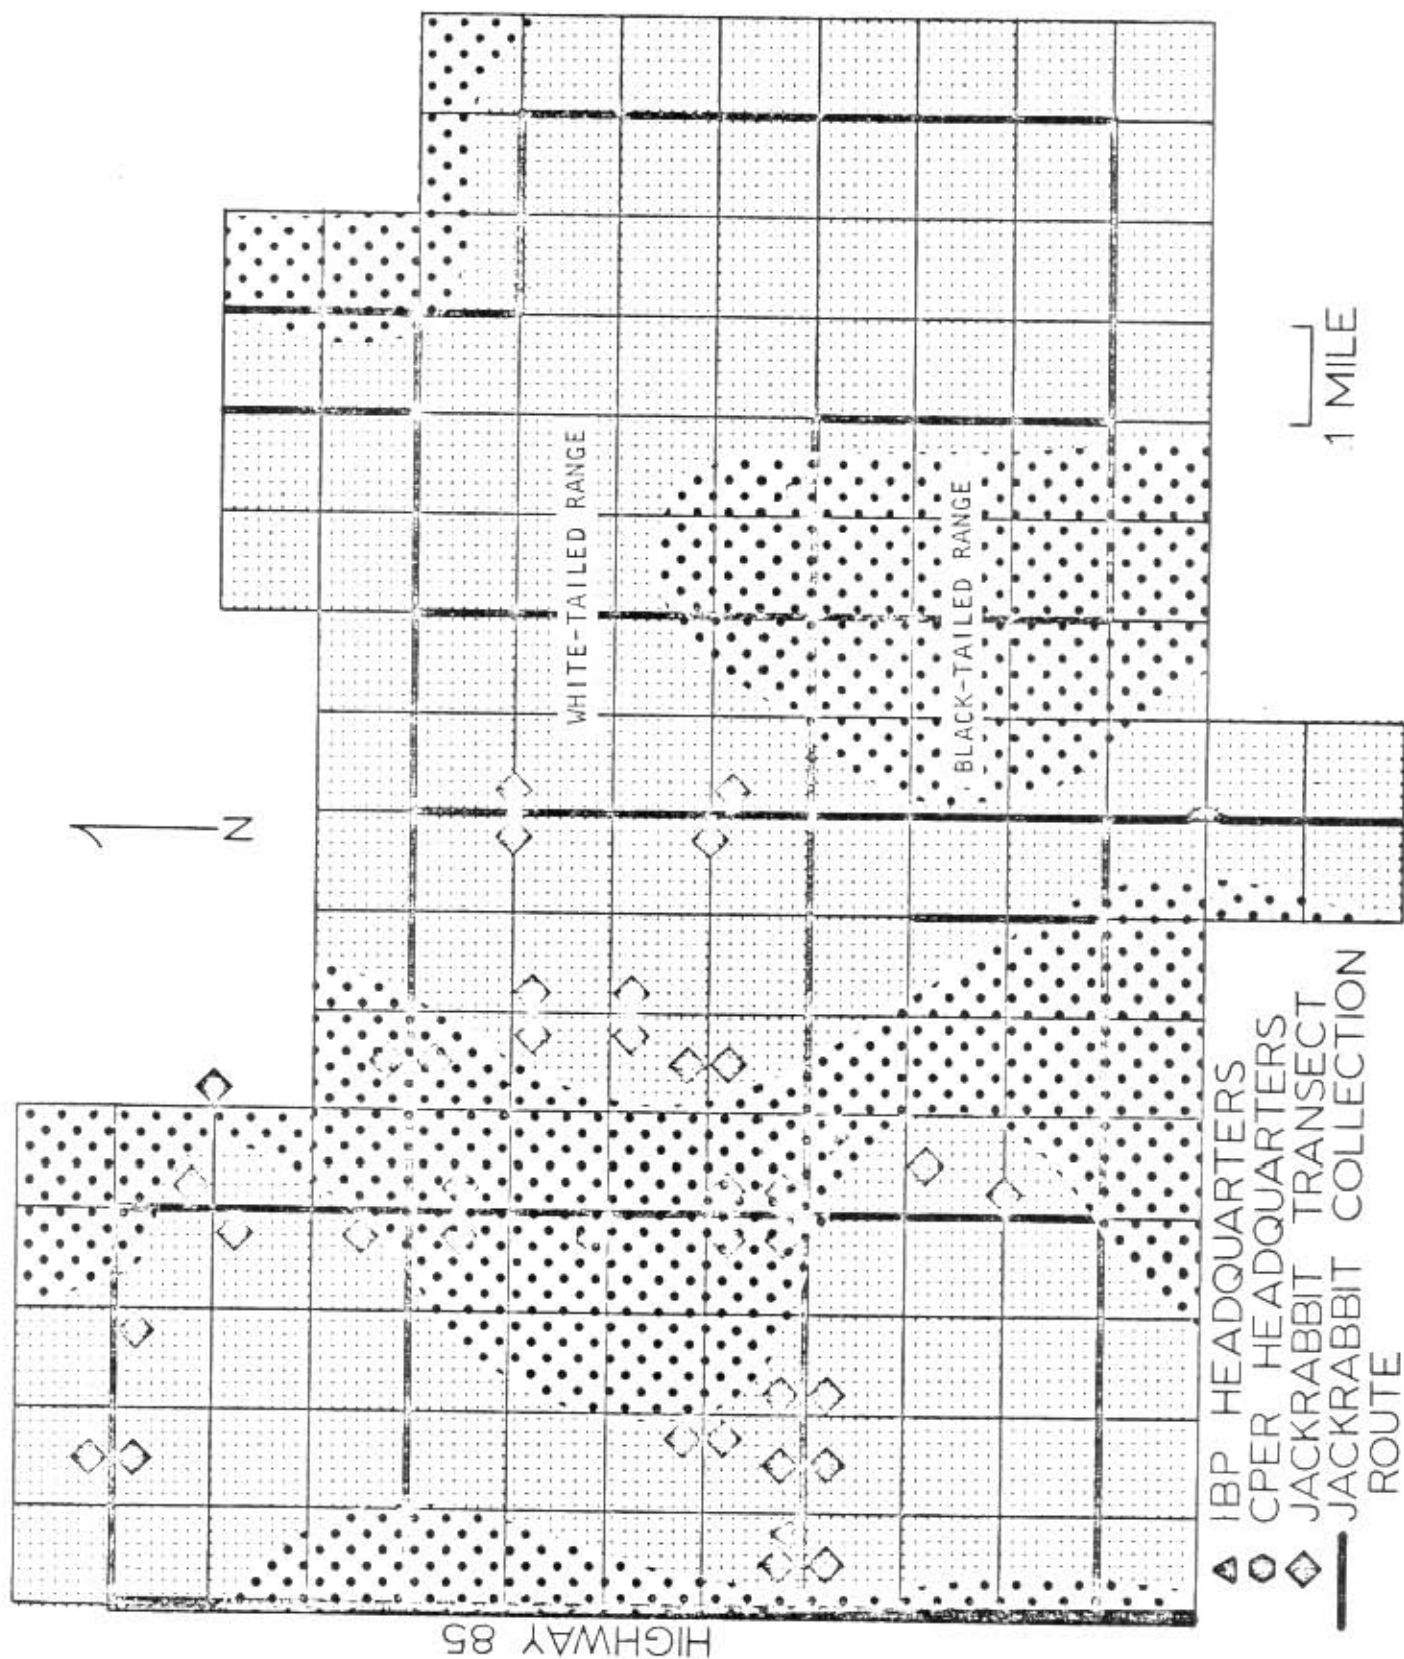 N
WHITE-TAILED RANGE
BLACK-TAILED RANGE
HIGHWAY 85
1 MILE
IBP HEADQUARTERS
CPER HEADQUARTERS
JACKRABBIT TRANSECT
JACKRABBIT COLLECTION
ROUTE